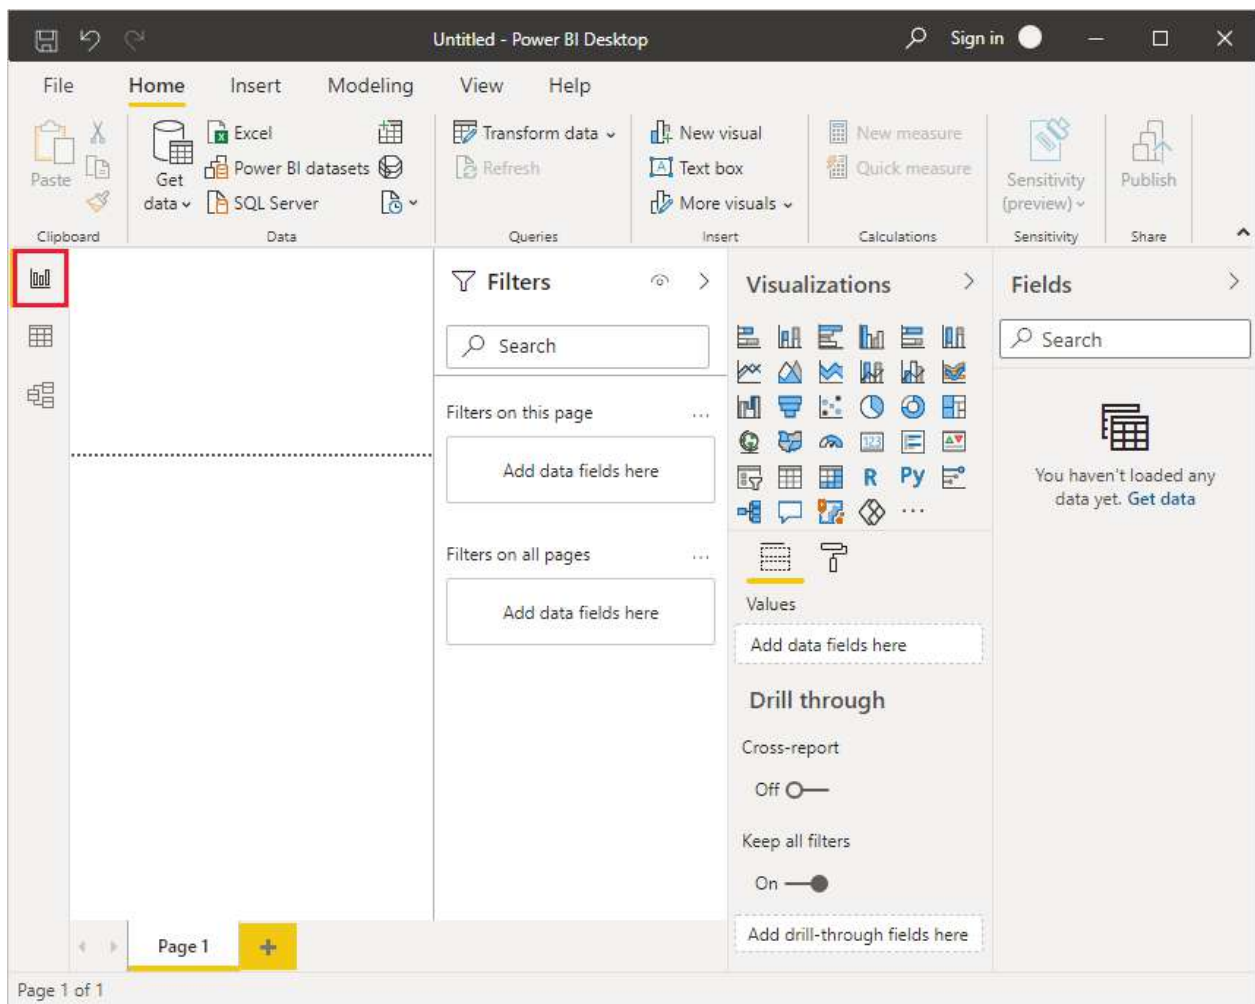 Untitled - Power BI Desktop
Sign in
File Home Insert Modeling View Help
Paste
Clipboard
Get
data
Excel
Power BI datasets
SQL Server
Data
Transform data
Refresh
Queries
New visual
Text box
More visuals
Insert
New measure
Quick measure
Calculations
Sensitivity
(preview)
Sensitivity
Publish
Share
Filters
Search
Filters on this page
...
Add data fields here
Filters on all pages
...
Add data fields here
Visualizations
123
R
Py
...
Values
Add data fields here
Drill through
Cross-report
Off
Keep all filters
On
Add drill-through fields here
Fields
Search
You haven't loaded any
data yet. Get data
Page 1
+
Page 1 of 1